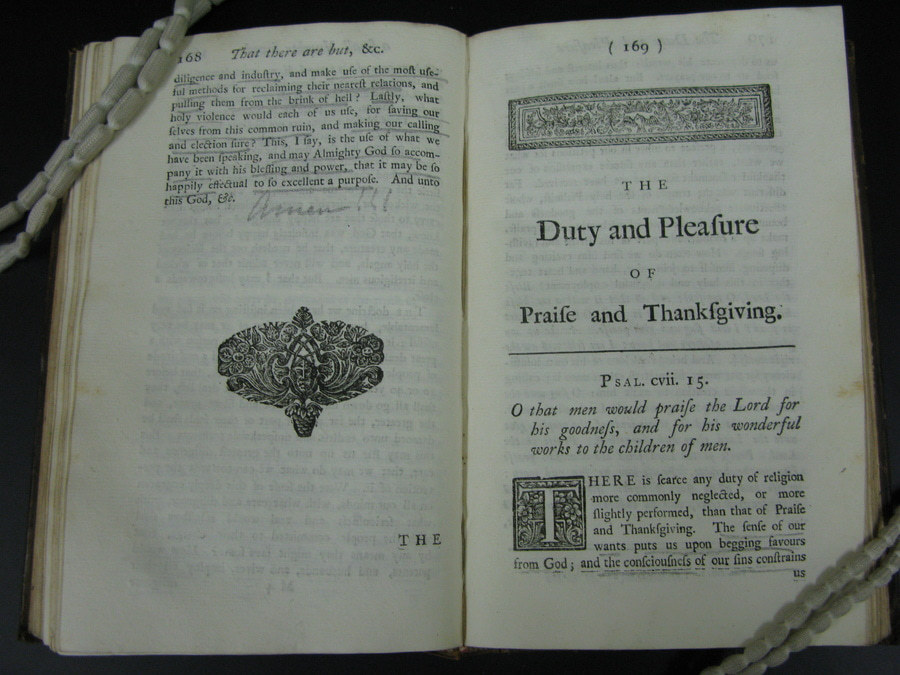 168 That there are but, &c.
diligence and induſtry, and make uſe of the moſt uſe-
ful methods for reclaiming their neareſt relations, and
pulling them from the brink of hell? Laſtly, what
holy violence would each of us uſe, for ſaving our
ſelves from this common ruin, and making our calling
and election ſure? This, I ſay, is the uſe of what we
have been ſpeaking, and may Almighty God ſo accom-
pany it with his bleſſing and power, that it may be ſo
happily effectual to ſo excellent a purpoſe. And unto
this God, &c. Amen !!!
THE
( 169 )
THE
Duty and Pleaſure
OF
Praiſe and Thankſgiving.
PSAL. cvii. 15.
O that men would praiſe the Lord for
his goodneſs, and for his wonderful
works to the children of men.
THERE is ſcarce any duty of religion
more commonly neglected, or more
ſlightly performed, than that of Praiſe
and Thankſgiving. The ſenſe of our
wants puts us upon begging favours
from God; and the conſciouſneſs of our ſins conſtrains
us